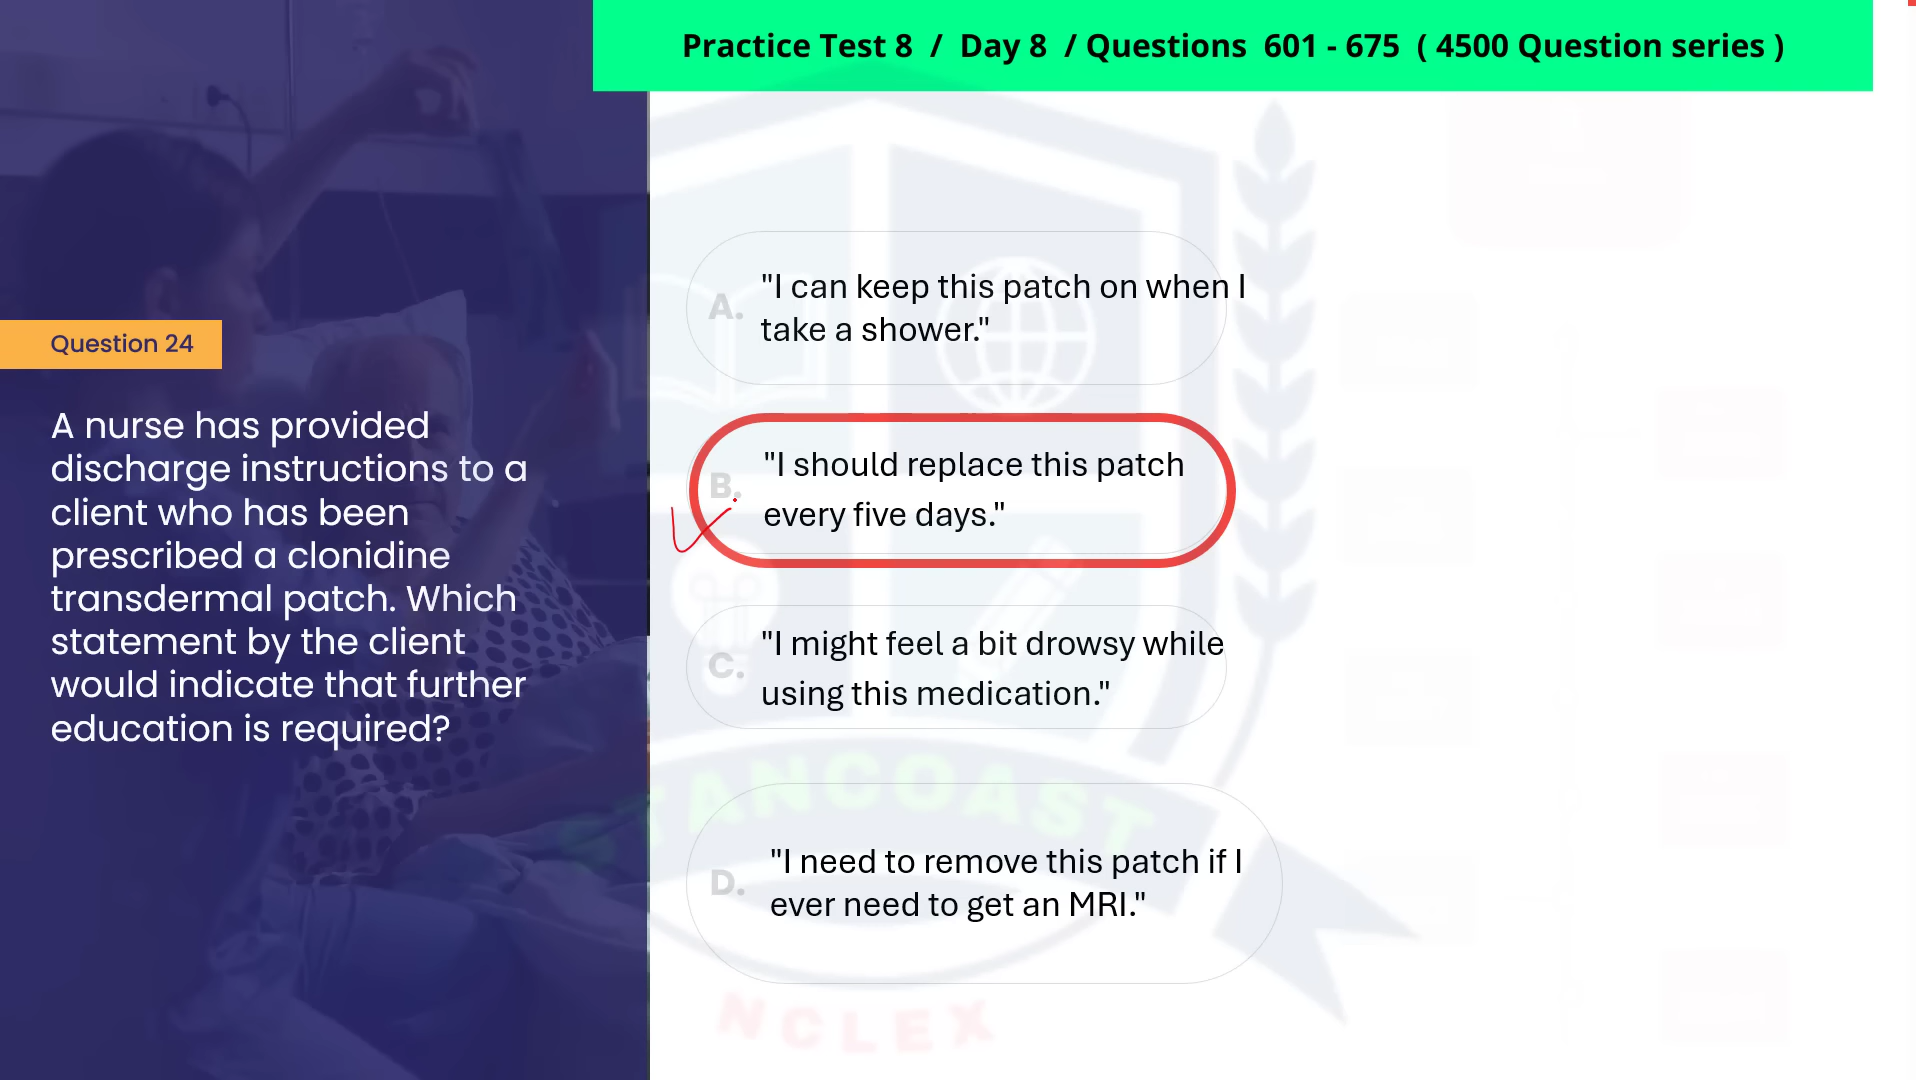 Practice Test 8 / Day 8 / Questions 601 - 675 ( 4500 Question series )
Question 24
A nurse has provided
discharge instructions to a
client who has been
prescribed a clonidine
transdermal patch. Which
statement by the client
would indicate that further
education is required?
A.
"I can keep this patch on when I
take a shower."
B.
"I should replace this patch
every five days."
C.
"I might feel a bit drowsy while
using this medication."
D.
"I need to remove this patch if I
ever need to get an MRI."
STANCOAST
NCLEX